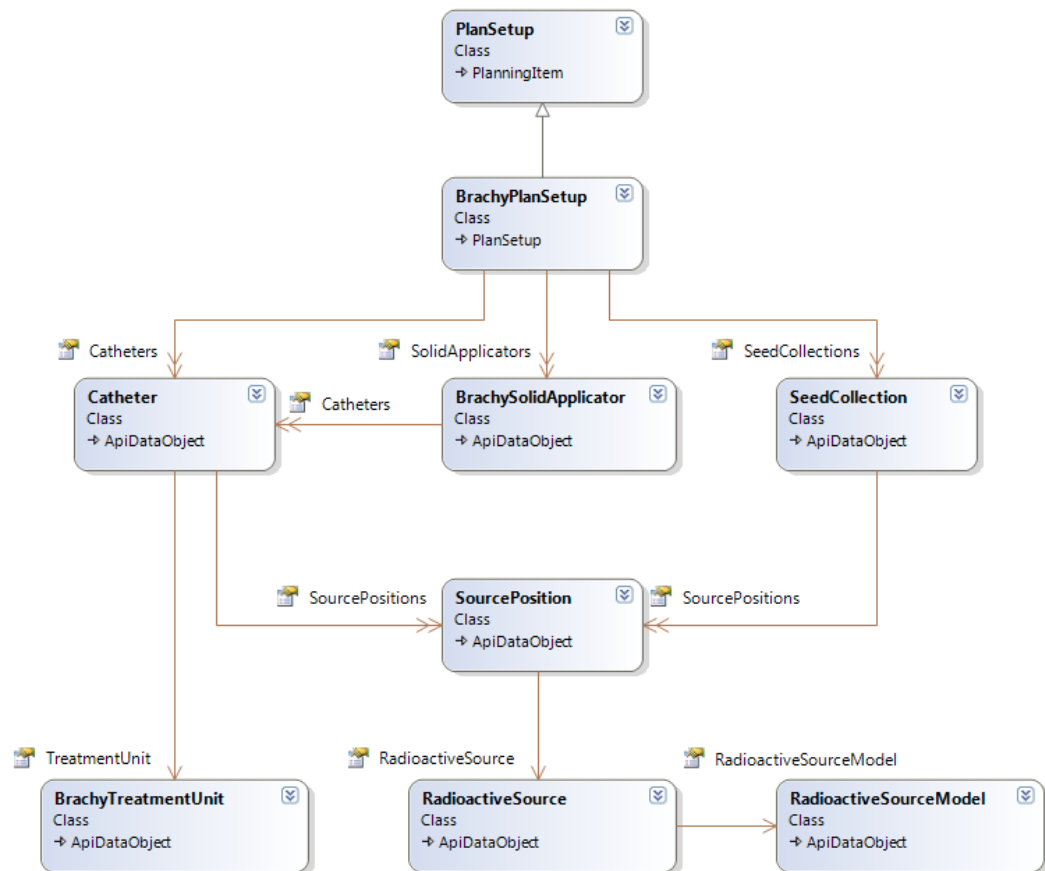 PlanSetup
Class
PlanningItem
BrachyPlanSetup
Class
PlanSetup
Catheters
SolidApplicators
SeedCollections
Catheter
Class
ApiDataObject
Catheters
BrachySolidApplicator
Class
ApiDataObject
SeedCollection
Class
ApiDataObject
SourcePositions
SourcePosition
Class
ApiDataObject
SourcePositions
TreatmentUnit
RadioactiveSource
RadioactiveSourceModel
BrachyTreatmentUnit
Class
ApiDataObject
RadioactiveSource
Class
ApiDataObject
RadioactiveSourceModel
Class
ApiDataObject